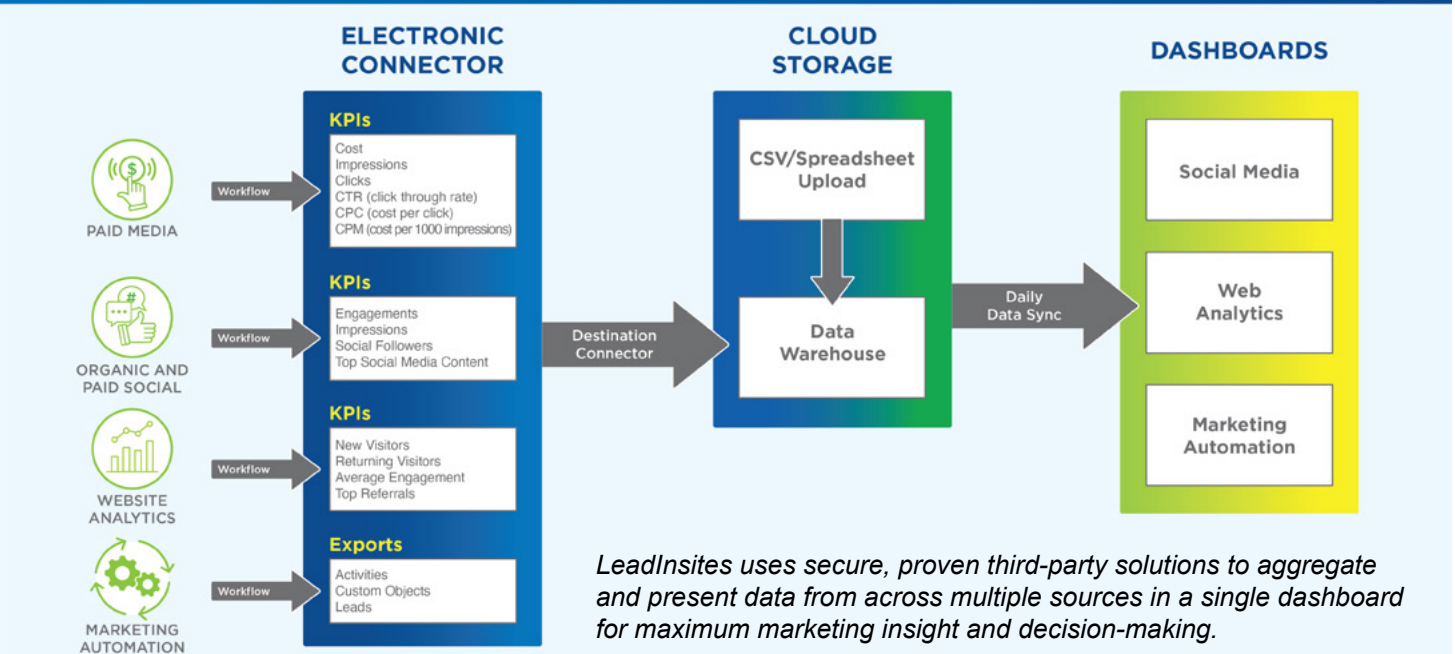 ELECTRONIC
CONNECTOR
CLOUD
STORAGE
DASHBOARDS
$
PAID MEDIA
Workflow
KPIs
Cost
Impressions
Clicks
CTR (click through rate)
CPC (cost per click)
CPM (cost per 1000 impressions)
#
ORGANIC AND
PAID SOCIAL
Workflow
KPIs
Engagements
Impressions
Social Followers
Top Social Media Content
WEBSITE
ANALYTICS
Workflow
KPIs
New Visitors
Returning Visitors
Average Engagement
Top Referrals
MARKETING
AUTOMATION
Workflow
Exports
Activities
Custom Objects
Leads
Destination
Connector
CSV/Spreadsheet
Upload
Data
Warehouse
Daily
Data Sync
Social Media
Web
Analytics
Marketing
Automation
LeadInsites uses secure, proven third-party solutions to aggregate
and present data from across multiple sources in a single dashboard
for maximum marketing insight and decision-making.